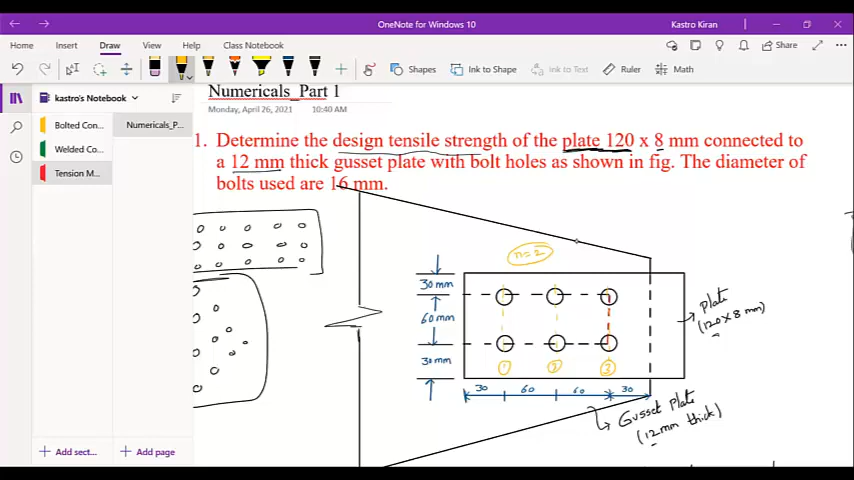 OneNote for Windows 10
Kastro Kiran
Home Insert Draw View Help Class Notebook
Share
Shapes Ink to Shape Ink to Text Ruler Math
kastro's Notebook
Bolted Con...
Welded Co...
Tension M...
Numericals_P...
Numericals_Part 1
Monday, April 26, 2021 10:40 AM
1. Determine the design tensile strength of the plate 120 x 8 mm connected to
a 12 mm thick gusset plate with bolt holes as shown in fig. The diameter of
bolts used are 16 mm.
n=2
30 mm
60 mm
30 mm
1 2 3
30 60 60 30
Plate
(120x8 mm)
Gusset Plate
(12mm thick)
Add sect...
Add page